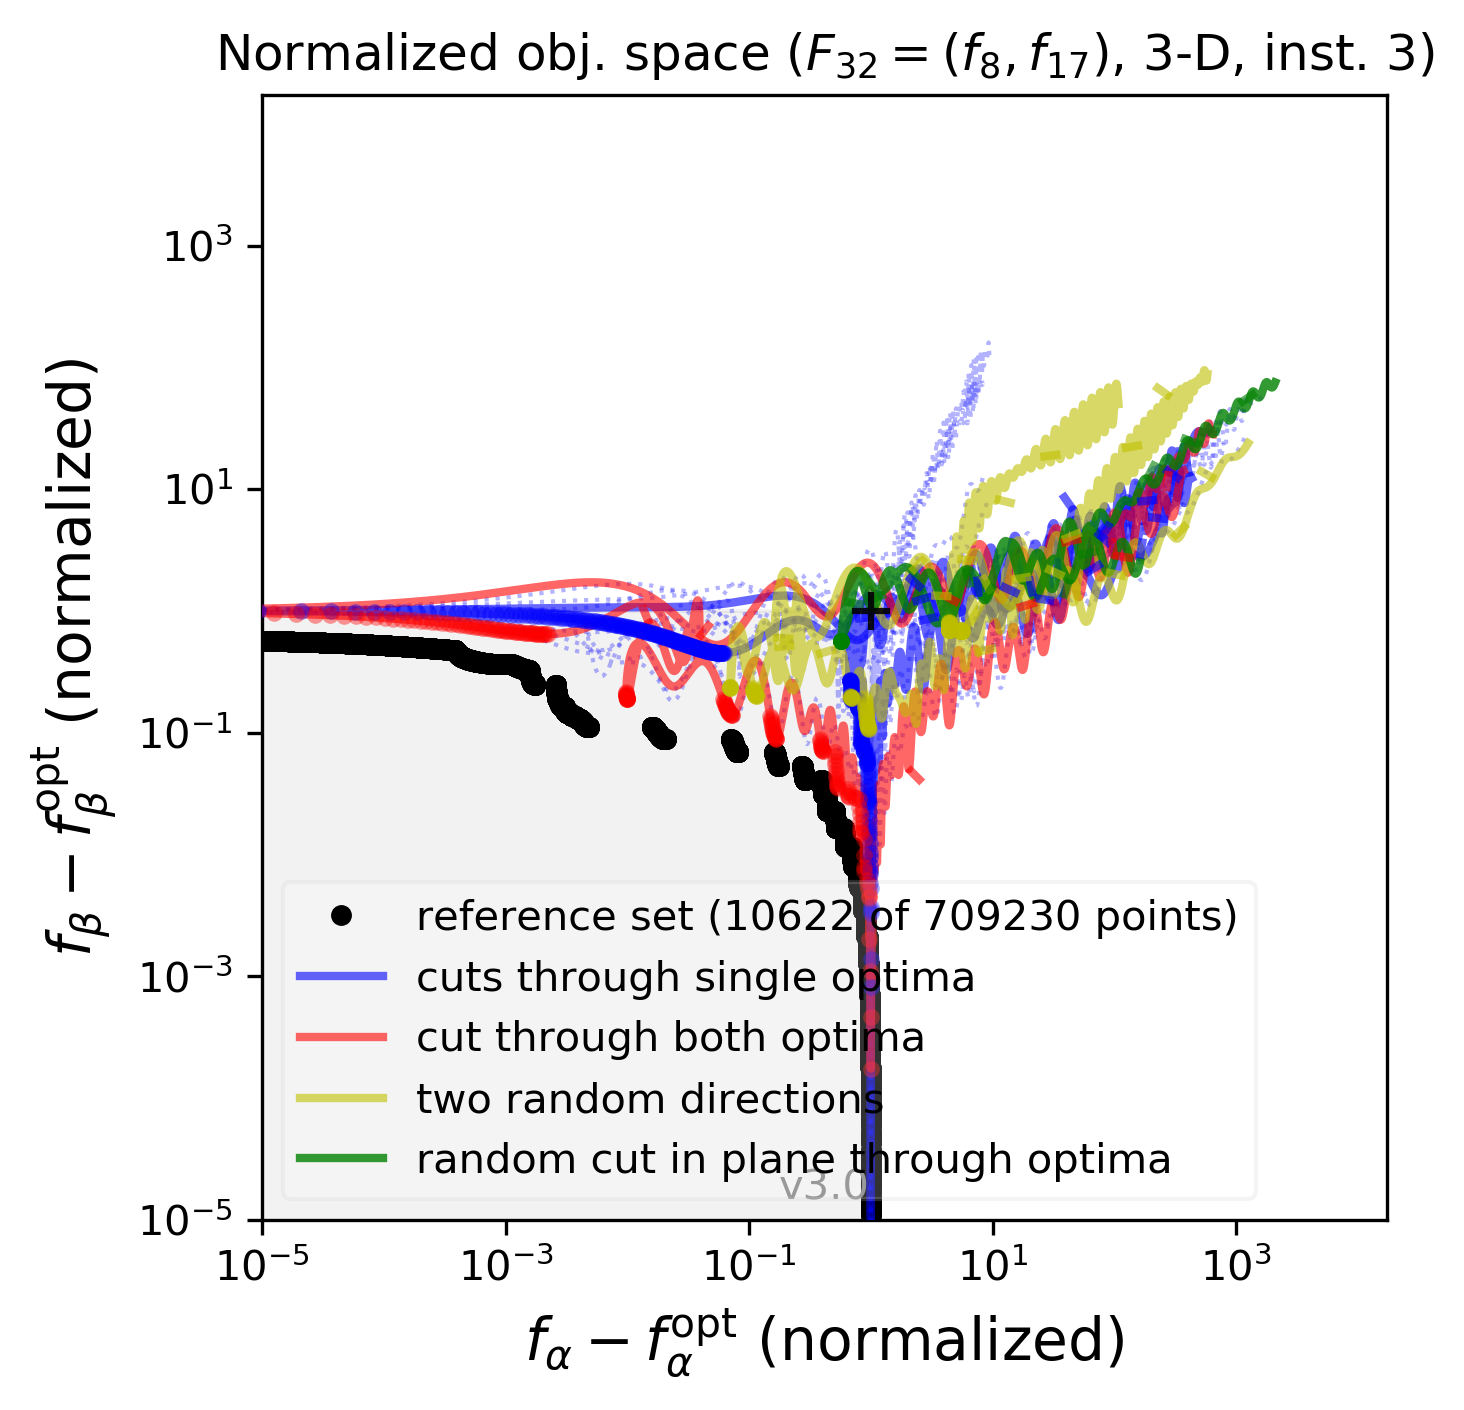 Normalized obj. space ($F_{32} = (f_8, f_{17})$, 3-D, inst. 3)
$f_\beta - f_\beta^{\mathrm{opt}}$ (normalized)
$10^3$
$10^1$
$10^{-1}$
$10^{-3}$
$10^{-5}$
reference set (10622 of 709230 points)
cuts through single optima
cut through both optima
two random directions
random cut in plane through optima
v3.0
$10^{-5}$ $10^{-3}$ $10^{-1}$ $10^1$ $10^3$
$f_\alpha - f_\alpha^{\mathrm{opt}}$ (normalized)